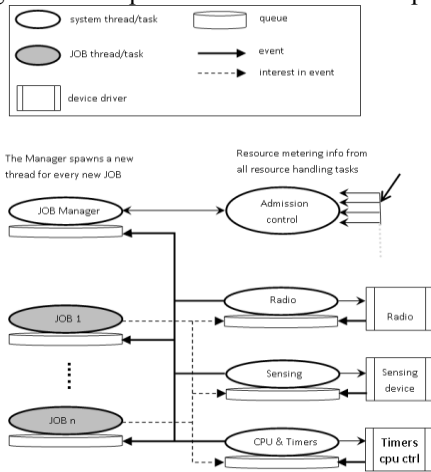 system thread/task
queue
JOB thread/task
event
interest in event
device driver
The Manager spawns a new
thread for every new JOB
Resource metering info from
all resource handling tasks
JOB Manager
Admission
control
Radio
Radio
JOB 1
Sensing
Sensing
device
JOB n
CPU & Timers
Timers
cpu ctrl